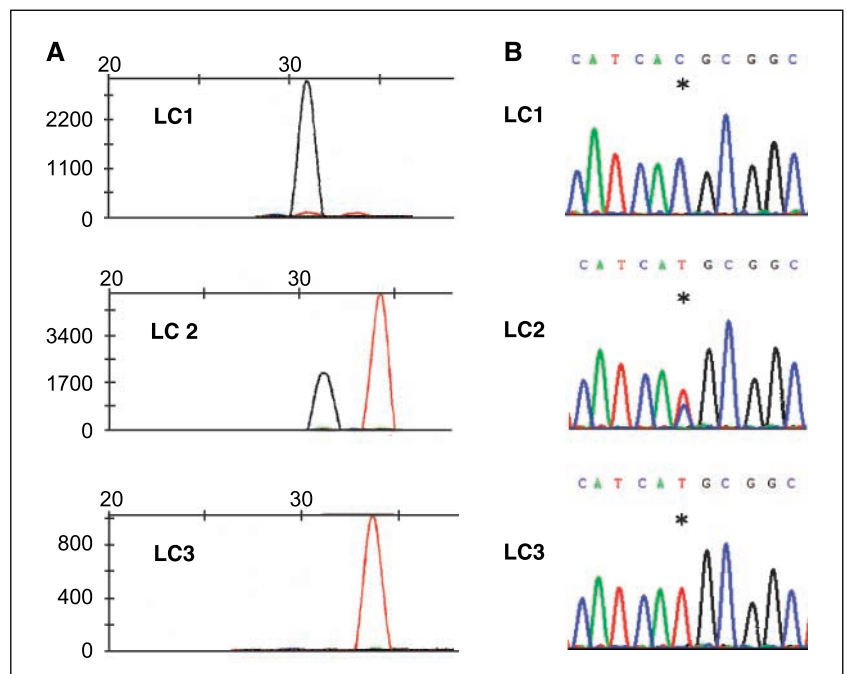 A
20 30
LC1
2200
1100
0
20 30
LC 2
3400
1700
0
20 30
LC3
800
400
0
B
C A T C A C G C G G C
*
LC1
C A T C A T G C G G C
*
LC2
C A T C A T G C G G C
*
LC3